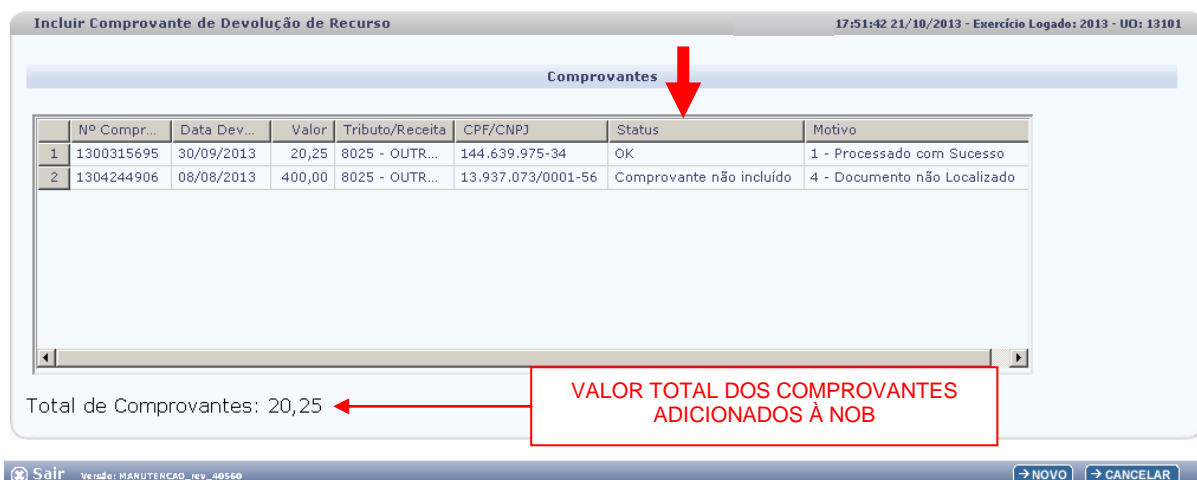 Incluir Comprovante de Devolução de Recurso 17:51:42 21/10/2013 - Exercício Logado: 2013 - UO: 13101
Comprovantes
Nº Compr... Data Dev... Valor Tributo/Receita CPF/CNPJ Status Motivo
1 1300315695 30/09/2013 20,25 8025 - OUTR... 144.639.975-34 OK 1 - Processado com Sucesso
2 1304244906 08/08/2013 400,00 8025 - OUTR... 13.937.073/0001-56 Comprovante não incluído 4 - Documento não Localizado
Total de Comprovantes: 20,25
VALOR TOTAL DOS COMPROVANTES
ADICIONADOS À NOB
Sair Versão: MANUTENCAO_rev_40560 NOVO CANCELAR